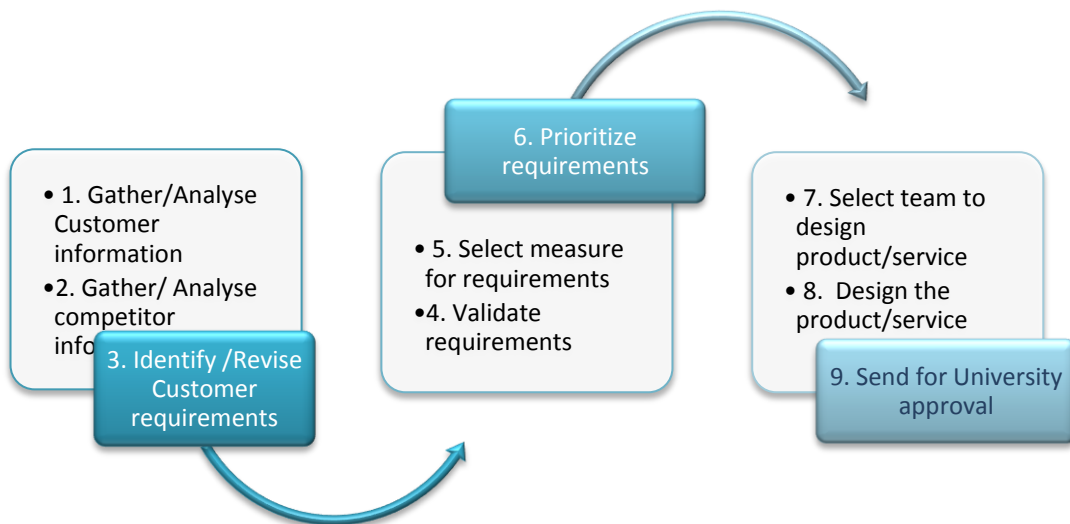 • 1. Gather/Analyse
Customer
information
•2. Gather/ Analyse
competitor
3. Identify /Revise
Customer
requirements
6. Prioritize
requirements
• 5. Select measure
for requirements
•4. Validate
requirements
• 7. Select team to
design
product/service
• 8. Design the
product/service
9. Send for University
approval